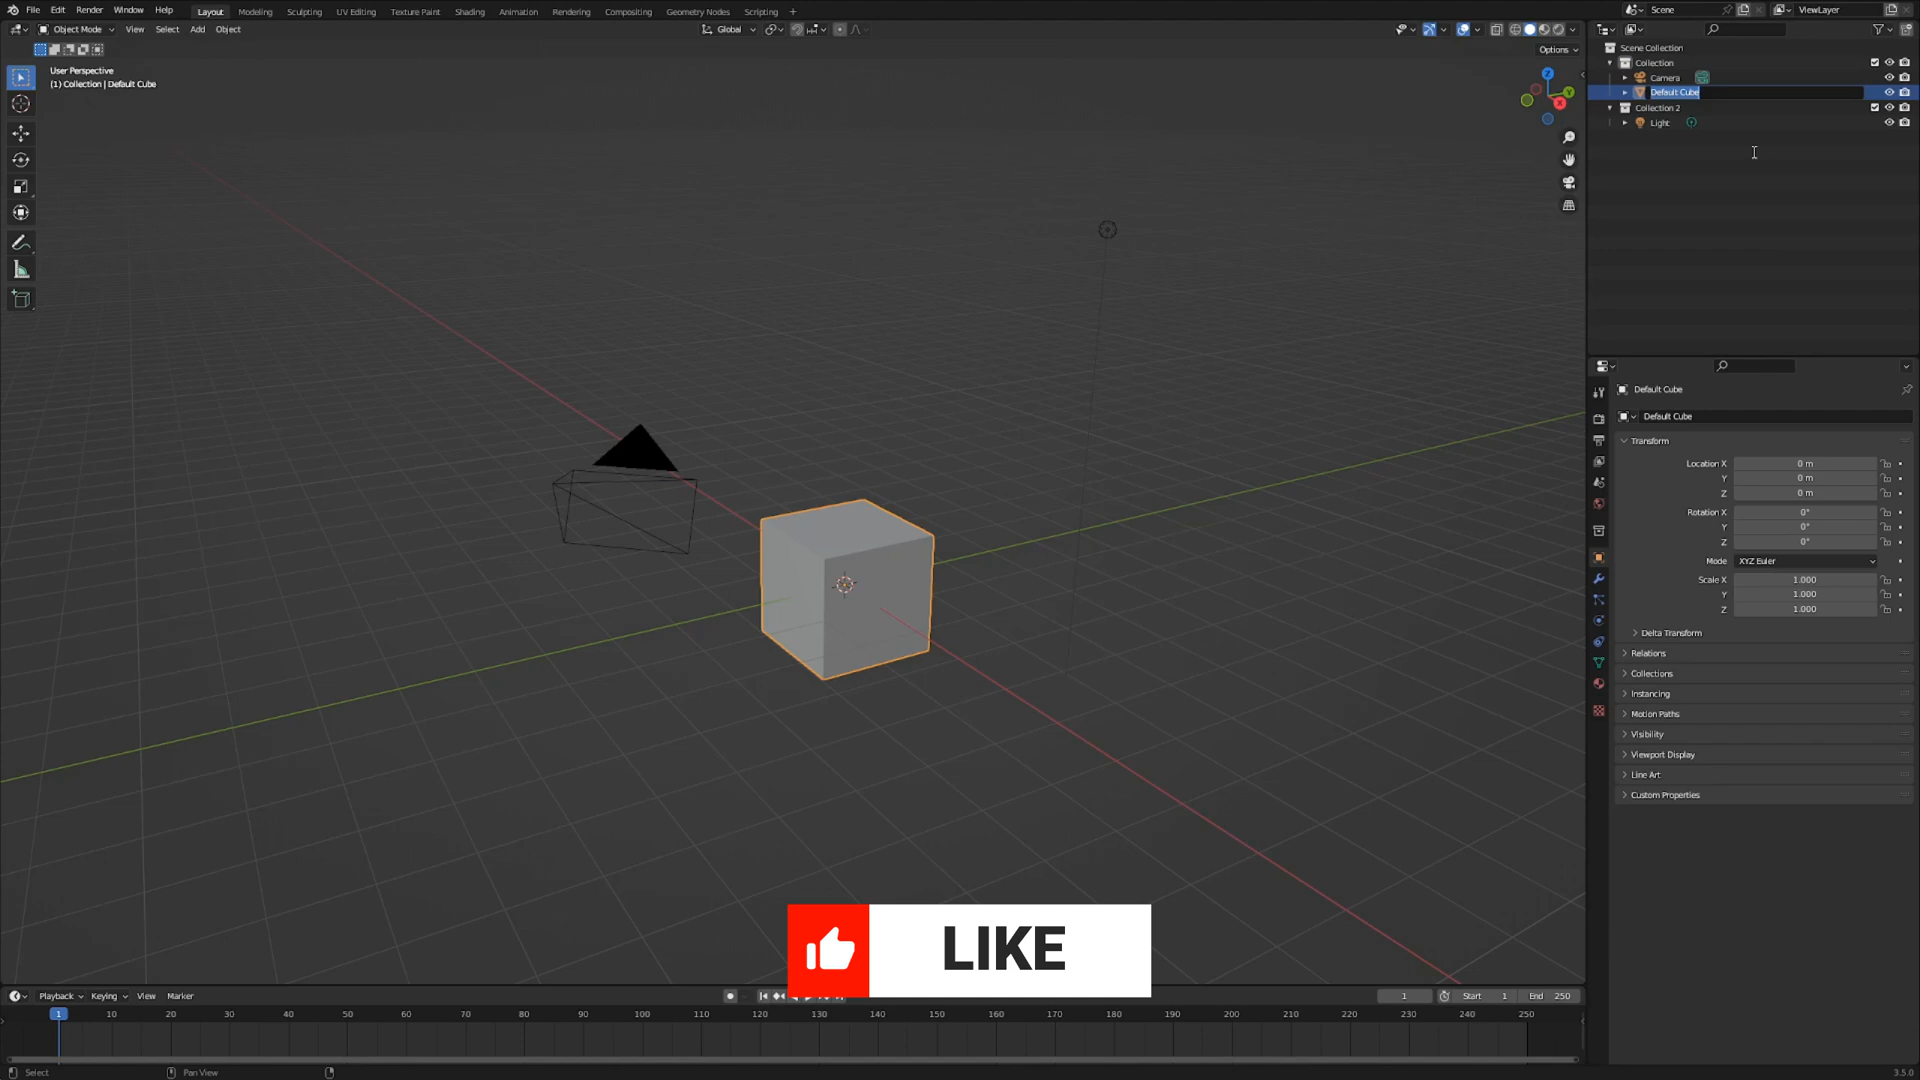 File Edit Render Window Help Layout Modeling Sculpting UV Editing Texture Paint Shading Animation Rendering Compositing Geometry Nodes Scripting + Scene ViewLayer
Object Mode View Select Add Object Global
Options
User Perspective
(1) Collection | Default Cube
Z
Y
X
Scene Collection
Collection
Camera
Default Cube
Collection 2
Light
Default Cube
Default Cube
Transform
Location X 0 m
Y 0 m
Z 0 m
Rotation X 0°
Y 0°
Z 0°
Mode XYZ Euler
Scale X 1.000
Y 1.000
Z 1.000
Delta Transform
Relations
Collections
Instancing
Motion Paths
Visibility
Viewport Display
Line Art
Custom Properties
LIKE
Playback Keying View Marker 1 Start 1 End 250
1 10 20 30 40 50 60 70 80 90 100 110 120 130 140 150 160 170 180 190 200 210 220 230 240 250
Select Pan View 3.5.0